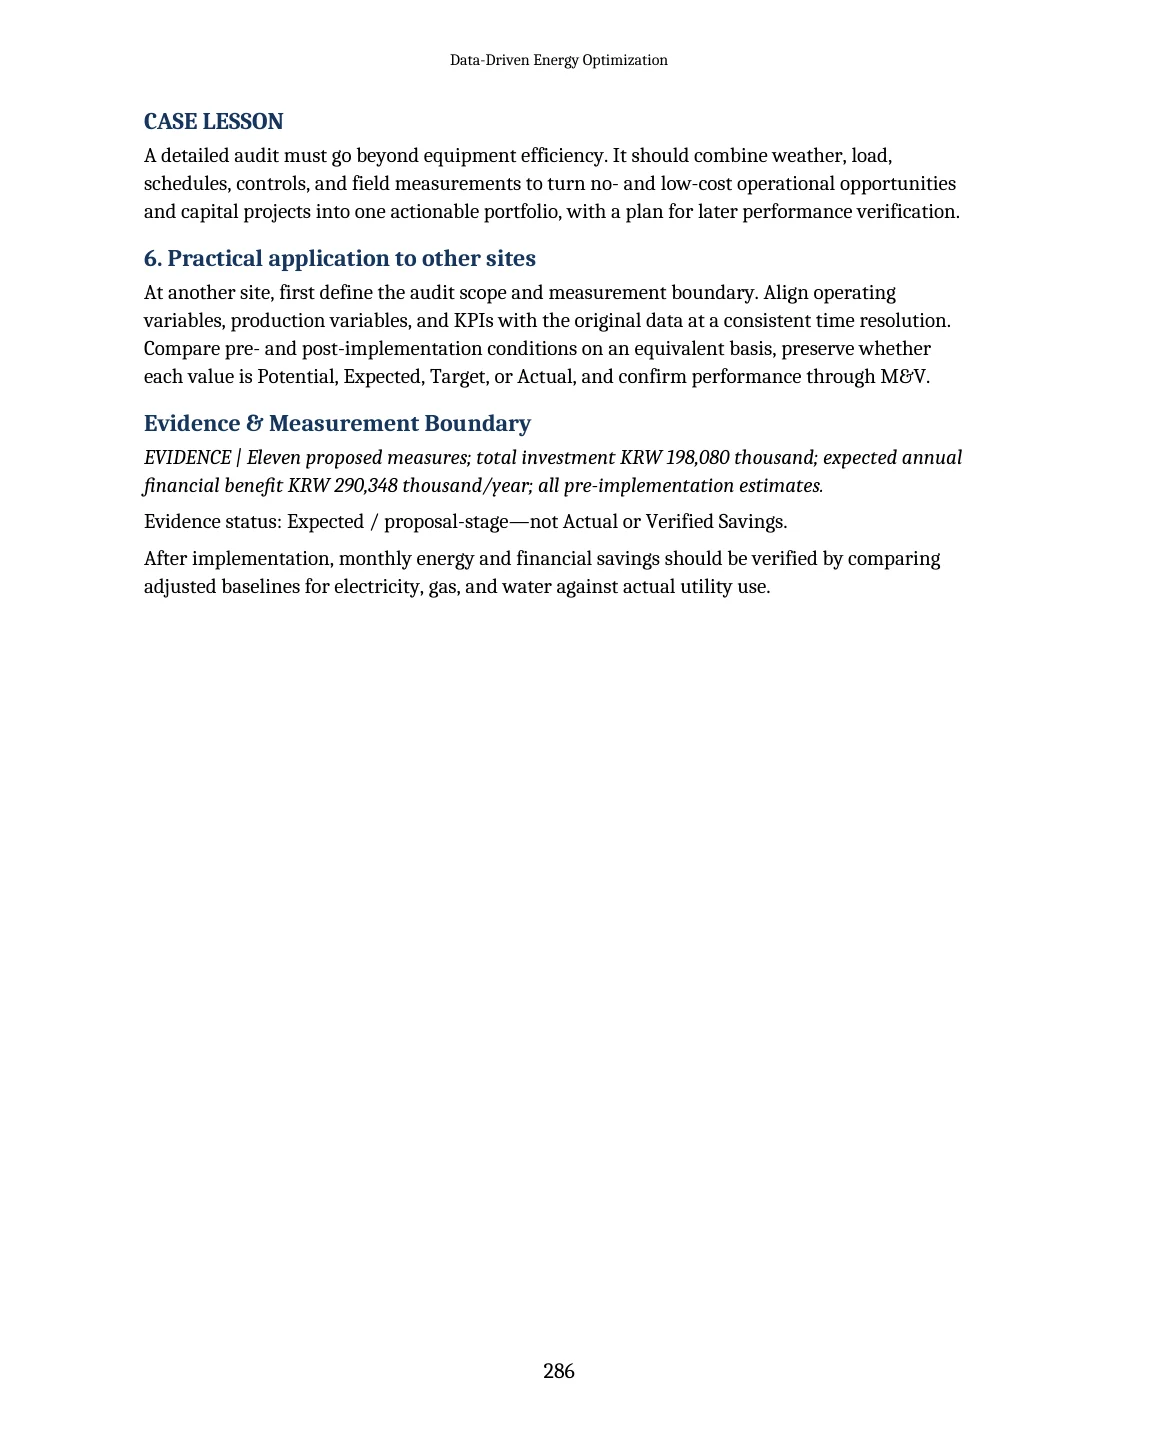 Data-Driven Energy Optimization
CASE LESSON
A detailed audit must go beyond equipment efficiency. It should combine weather, load,
schedules, controls, and field measurements to turn no- and low-cost operational opportunities
and capital projects into one actionable portfolio, with a plan for later performance verification.
6. Practical application to other sites
At another site, first define the audit scope and measurement boundary. Align operating
variables, production variables, and KPIs with the original data at a consistent time resolution.
Compare pre- and post-implementation conditions on an equivalent basis, preserve whether
each value is Potential, Expected, Target, or Actual, and confirm performance through M&V.
Evidence & Measurement Boundary
EVIDENCE | Eleven proposed measures; total investment KRW 198,080 thousand; expected annual
financial benefit KRW 290,348 thousand/year; all pre-implementation estimates.
Evidence status: Expected / proposal-stage—not Actual or Verified Savings.
After implementation, monthly energy and financial savings should be verified by comparing
adjusted baselines for electricity, gas, and water against actual utility use.
286